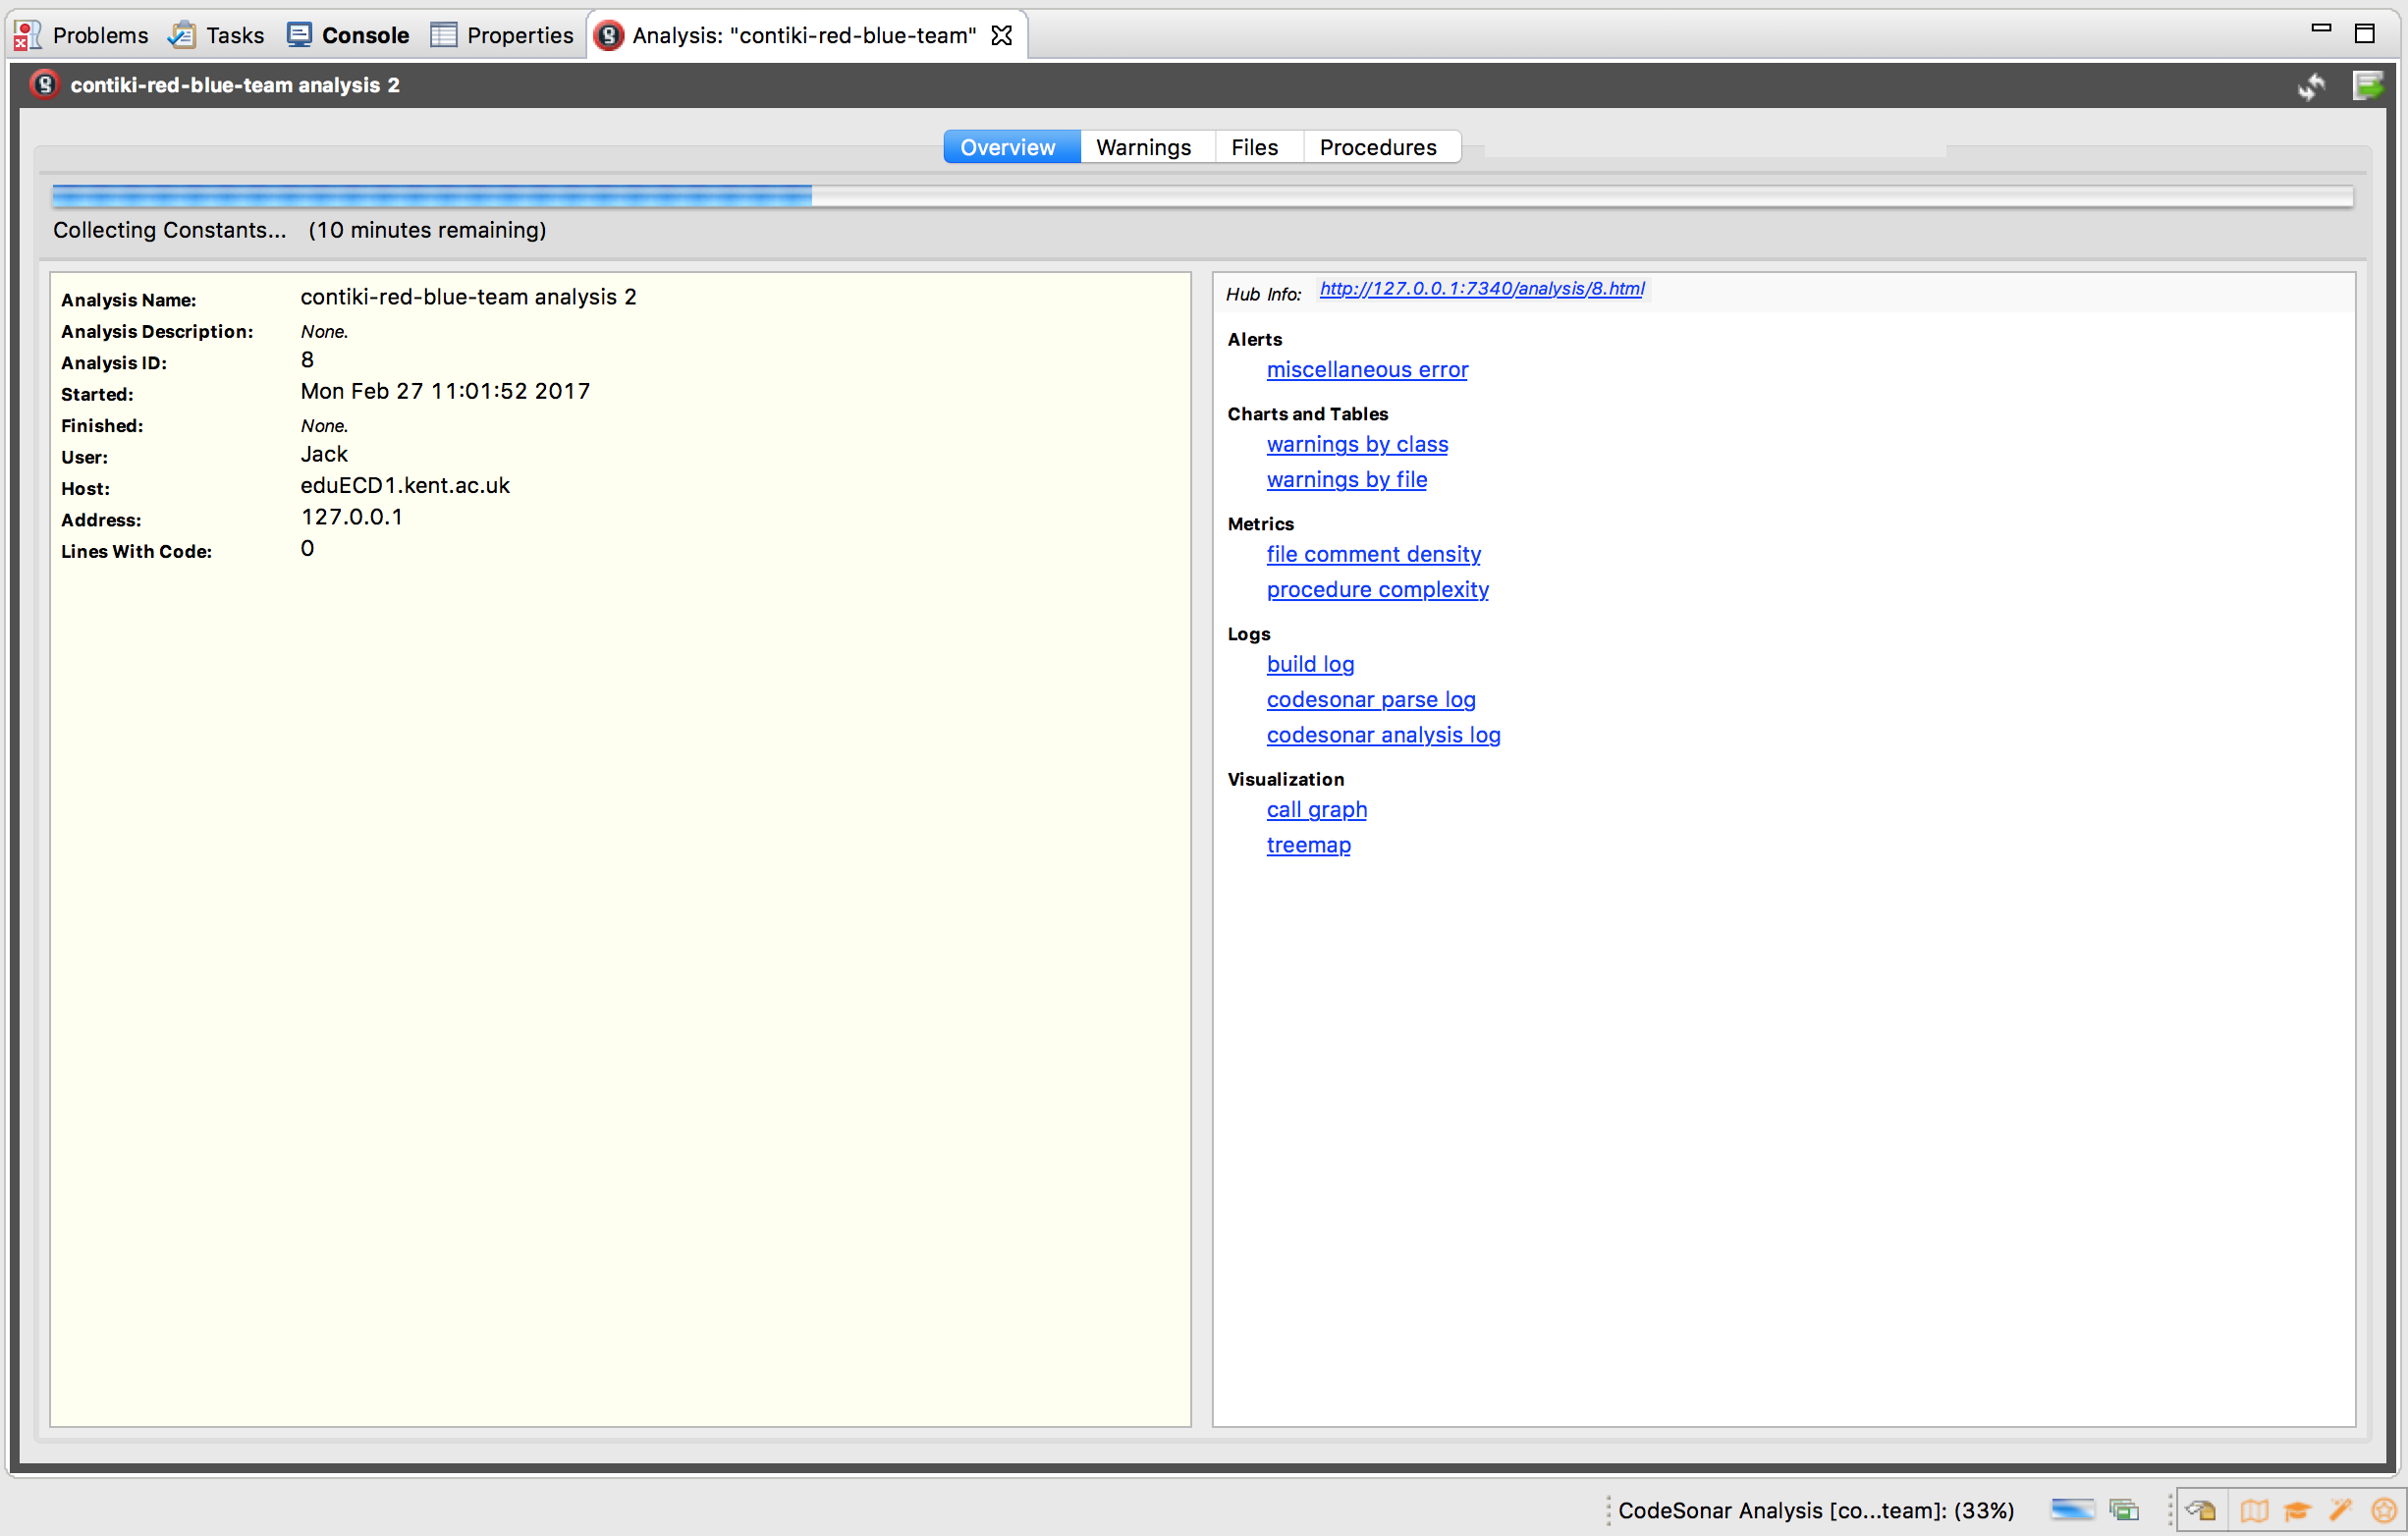 Problems Tasks Console Properties Analysis: "contiki-red-blue-team"
contiki-red-blue-team analysis 2
Overview Warnings Files Procedures
Collecting Constants... (10 minutes remaining)
Analysis Name: contiki-red-blue-team analysis 2
Analysis Description: None.
Analysis ID: 8
Started: Mon Feb 27 11:01:52 2017
Finished: None.
User: Jack
Host: eduECD1.kent.ac.uk
Address: 127.0.0.1
Lines With Code: 0
Hub Info: http://127.0.0.1:7340/analysis/8.html
Alerts
miscellaneous error
Charts and Tables
warnings by class
warnings by file
Metrics
file comment density
procedure complexity
Logs
build log
codesonar parse log
codesonar analysis log
Visualization
call graph
treemap
CodeSonar Analysis [co...team]: (33%)